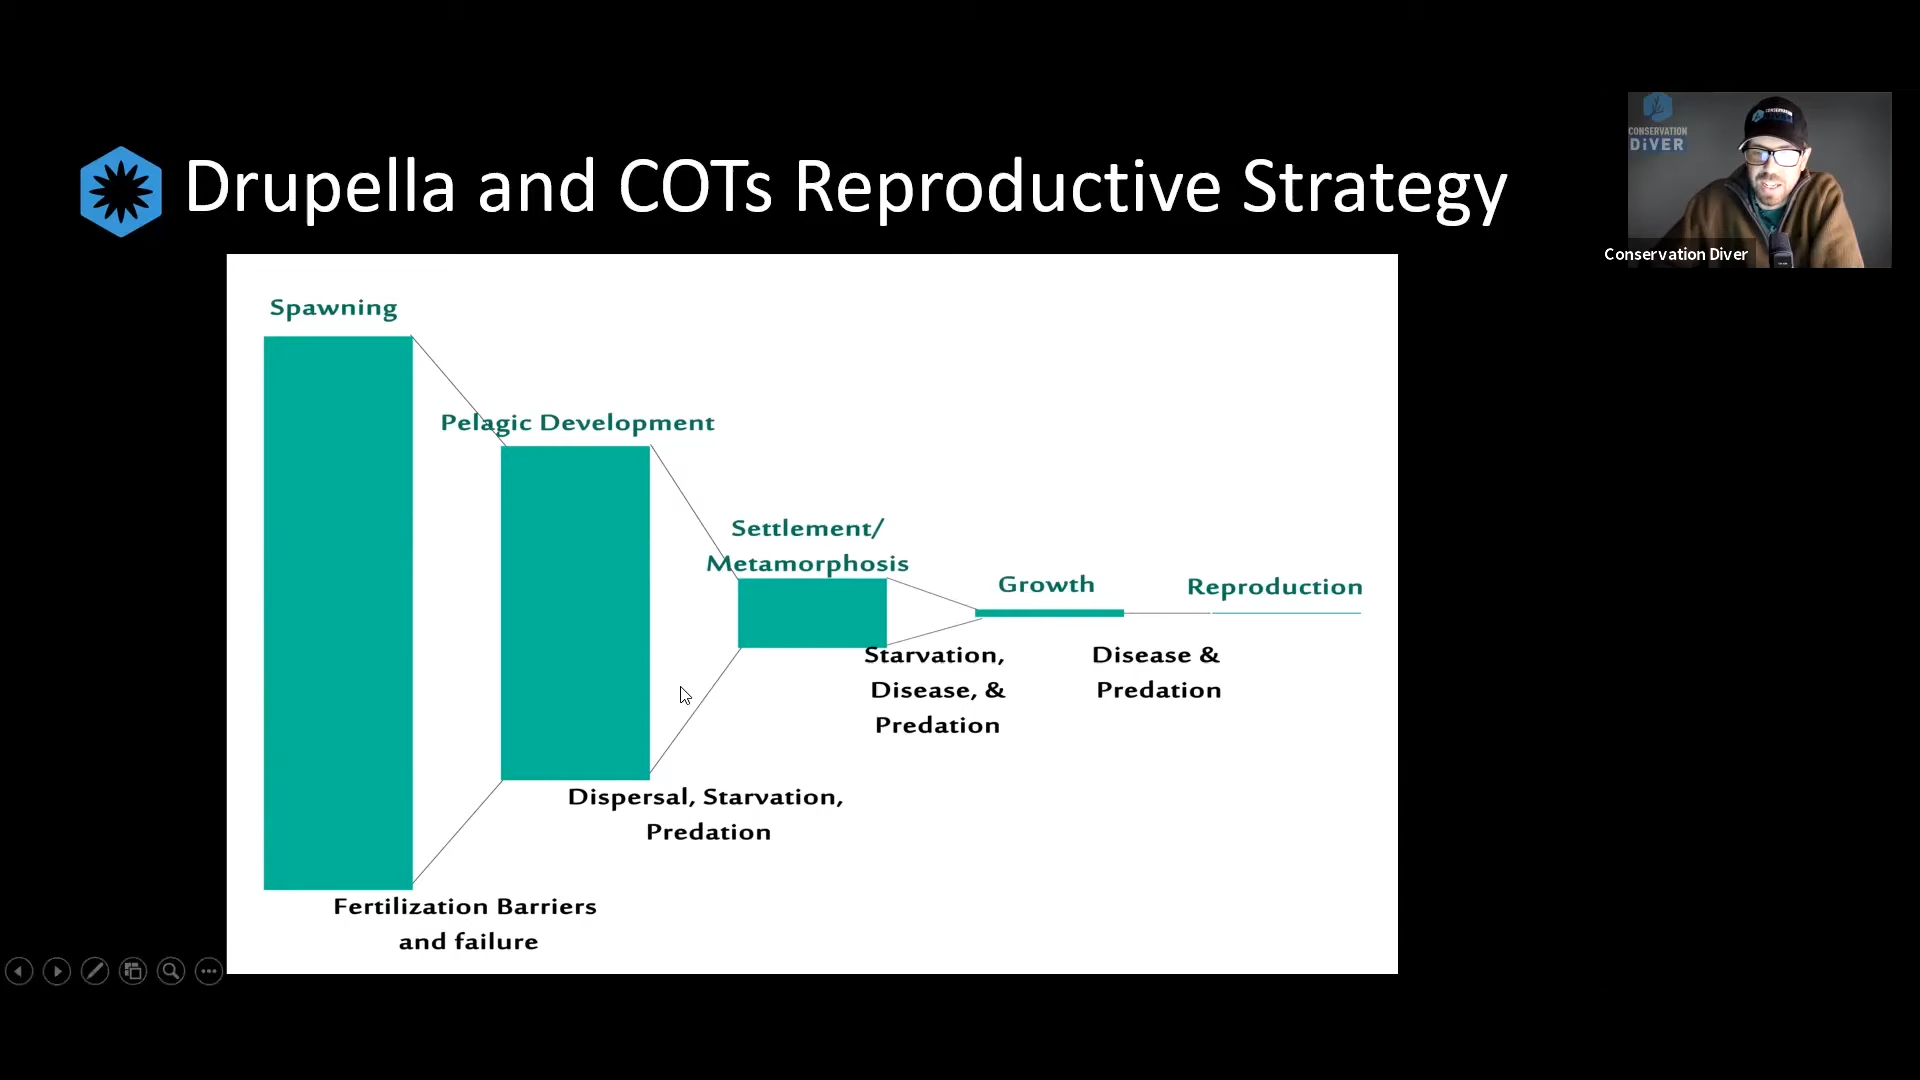 Drupella and COTs Reproductive Strategy
CONSERVATION
DiVER
CONSERVATION
Conservation Diver
Spawning
Pelagic Development
Settlement/
Metamorphosis
Growth
Reproduction
Starvation,
Disease, &
Predation
Disease &
Predation
Dispersal, Starvation,
Predation
Fertilization Barriers
and failure